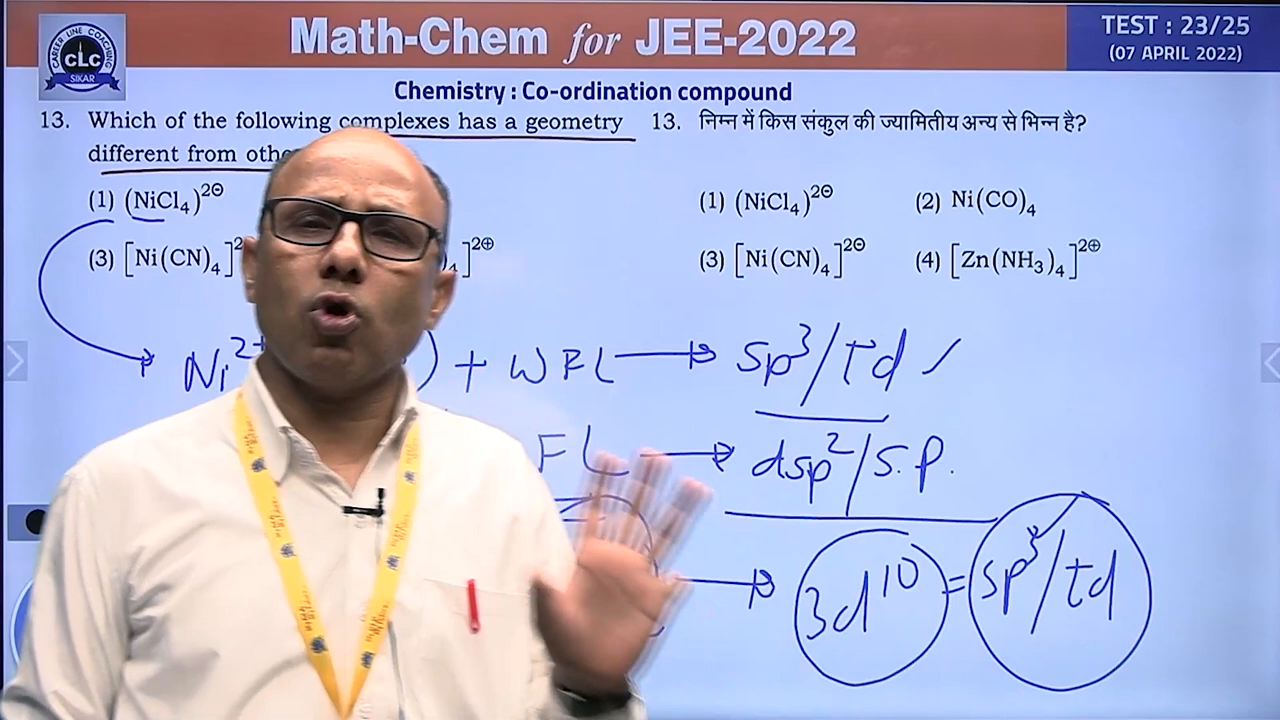 CAREER LINE COACHING
CLC
SIKAR
Math-Chem for JEE-2022
TEST : 23/25
(07 APRIL 2022)
Chemistry : Co-ordination compound
13. Which of the following complexes has a geometry
different from othe
(1) (NiCl₄)²⊖
(3) [Ni(CN)₄]²
₄]²⊕
13. निम्न में किस संकुल की ज्यामितीय अन्य से भिन्न है?
(1) (NiCl₄)²⊖ (2) Ni(CO)₄
(3) [Ni(CN)₄]²⊖ (4) [Zn(NH₃)₄]²⊕
Ni²⁺ ) + WFL → sp³/Td ✓
FL → dsp²/S.P.
→ 3d¹⁰ = sp³/td